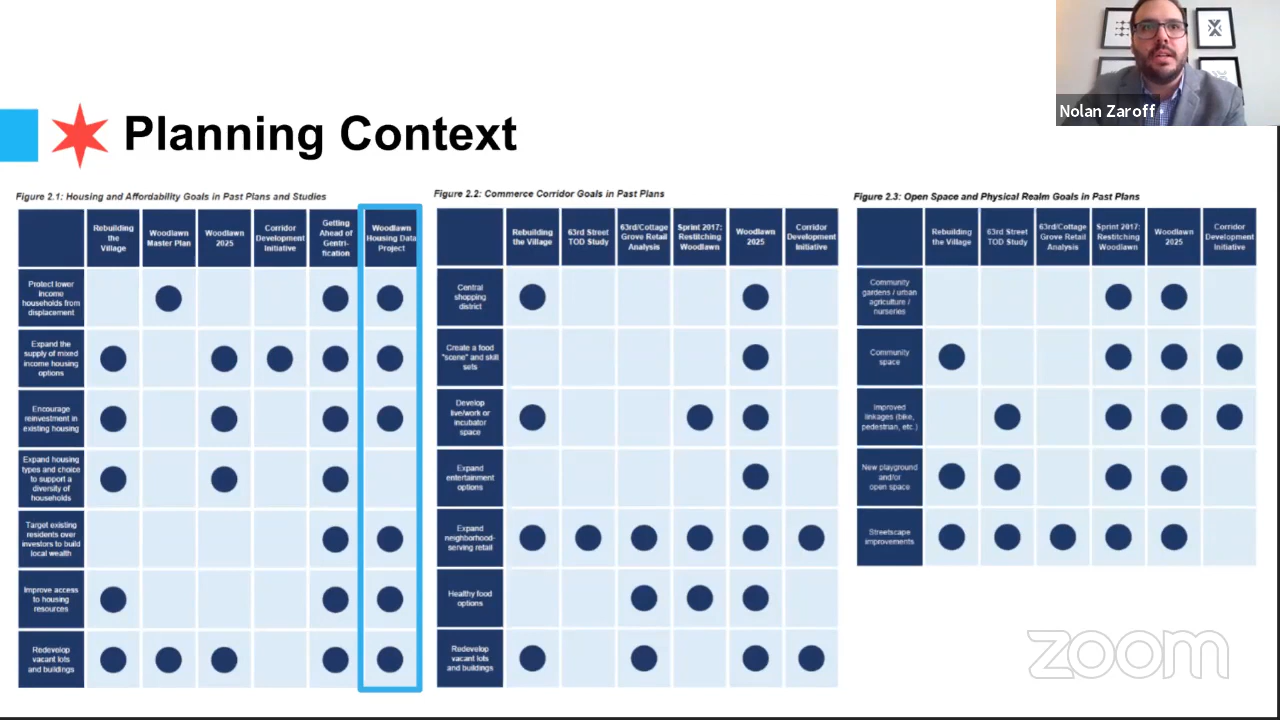 Nolan Zaroff
Planning Context
Figure 2.1: Housing and Affordability Goals in Past Plans and Studies
Rebuilding
the
Village
Woodlawn
Master Plan
Woodlawn
2025
Corridor
Development
Initiative
Getting
Ahead of
Gentri-
fication
Woodlawn
Housing Data
Project
Protect lower
income
households from
displacement
Expand the
supply of mixed
income housing
options
Encourage
reinvestment in
existing housing
Expand housing
types and choice
to support a
diversity of
households
Target existing
residents over
investors to build
local wealth
Improve access
to housing
resources
Redevelop
vacant lots
and buildings
Figure 2.2: Commerce Corridor Goals in Past Plans
Rebuilding
the Village
63rd Street
TOD Study
63rd/Cottage
Grove Retail
Analysis
Sprint 2017:
Restitching
Woodlawn
Woodlawn
2025
Corridor
Development
Initiative
Central
shopping
district
Create a food
"scene" and skill
sets
Develop
live/work or
incubator
space
Expand
entertainment
options
Expand
neighborhood-
serving retail
Healthy food
options
Redevelop
vacant lots
and buildings
Figure 2.3: Open Space and Physical Realm Goals in Past Plans
Rebuilding
the Village
63rd Street
TOD Study
63rd/Cottage
Grove Retail
Analysis
Sprint 2017:
Restitching
Woodlawn
Woodlawn
2025
Corridor
Development
Initiative
Community
gardens / urban
agriculture /
nurseries
Community
space
Improved
linkages (bike,
pedestrian, etc.)
New playground
and/or
open space
Streetscape
improvements
zoom